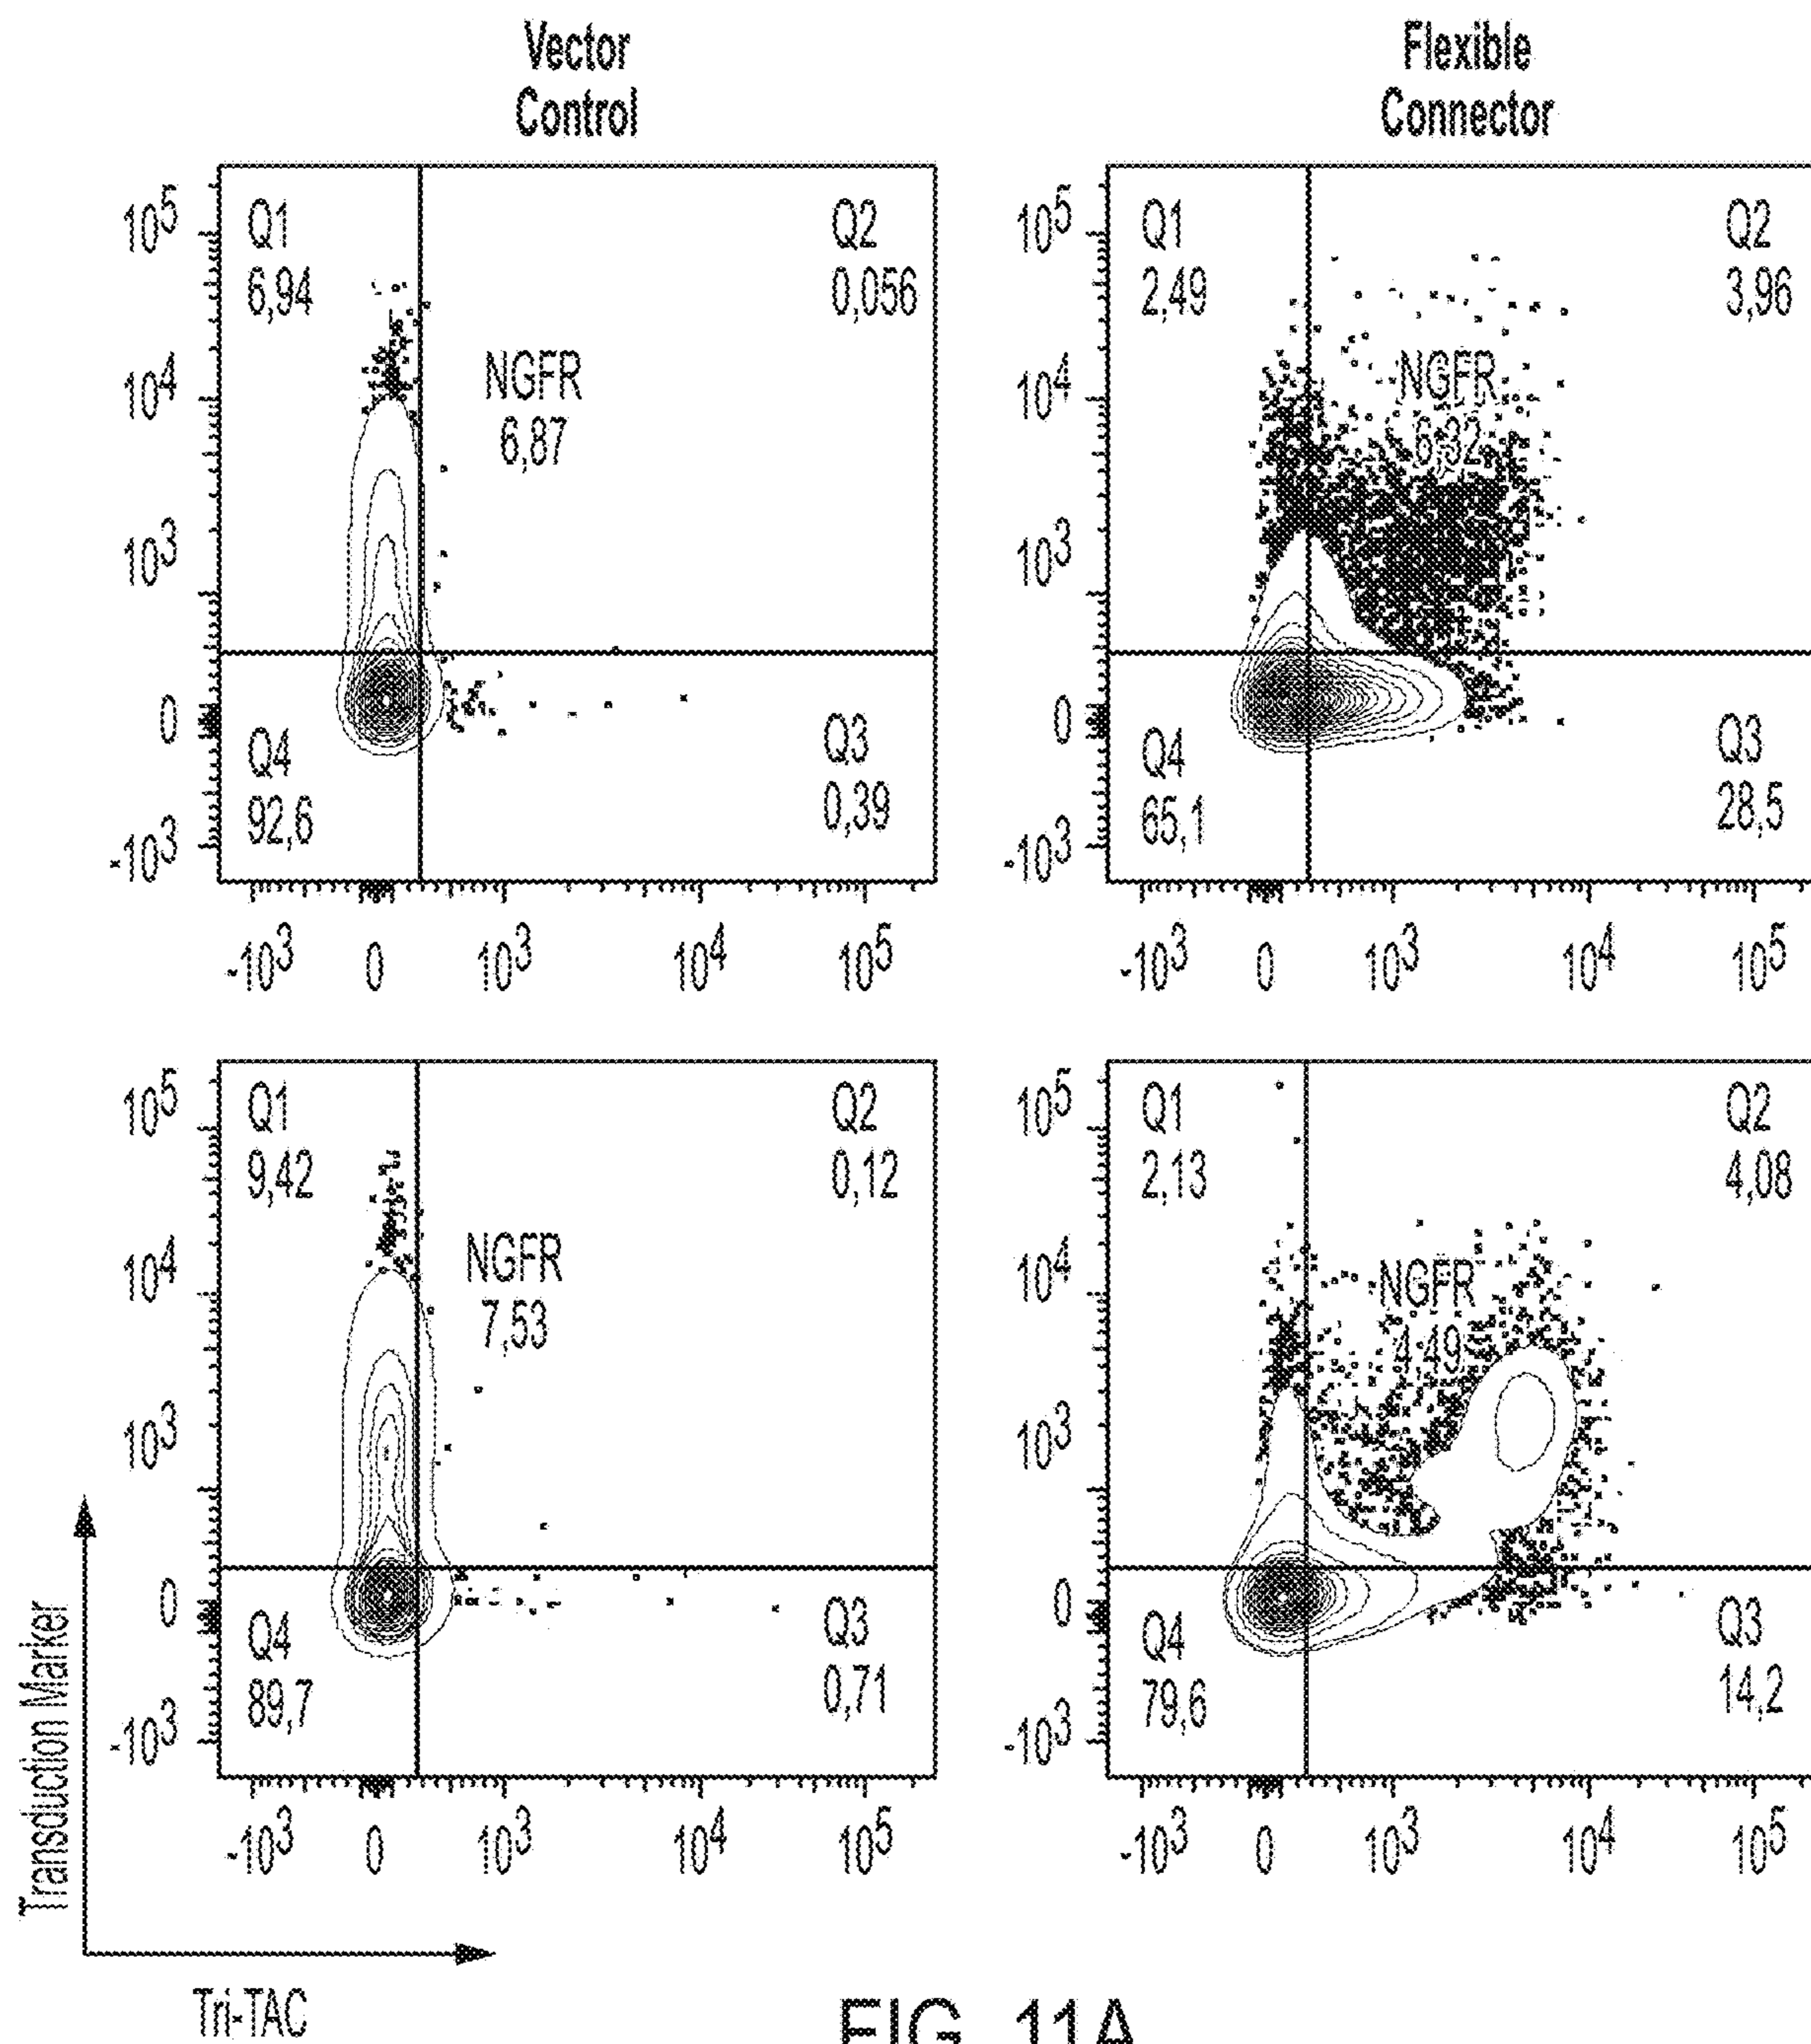 Vector
Control
Flexible
Connector
10^5
10^4
10^3
0
-10^3
Q1
6,94
Q2
0,056
NGFR
6,87
Q4
92,6
Q3
0,39
-10^3
0
10^3
10^4
10^5
10^5
10^4
10^3
0
-10^3
Q1
2,49
Q2
3,96
NGFR
6,32
Q4
65,1
Q3
28,5
-10^3
0
10^3
10^4
10^5
10^5
10^4
10^3
0
-10^3
Q1
9,42
Q2
0,12
NGFR
7,53
Q4
89,7
Q3
0,71
-10^3
0
10^3
10^4
10^5
10^5
10^4
10^3
0
-10^3
Q1
2,13
Q2
4,08
NGFR
4,49
Q4
79,6
Q3
14,2
-10^3
0
10^3
10^4
10^5
Transduction Marker
Tri-TAC
FIG. 11A